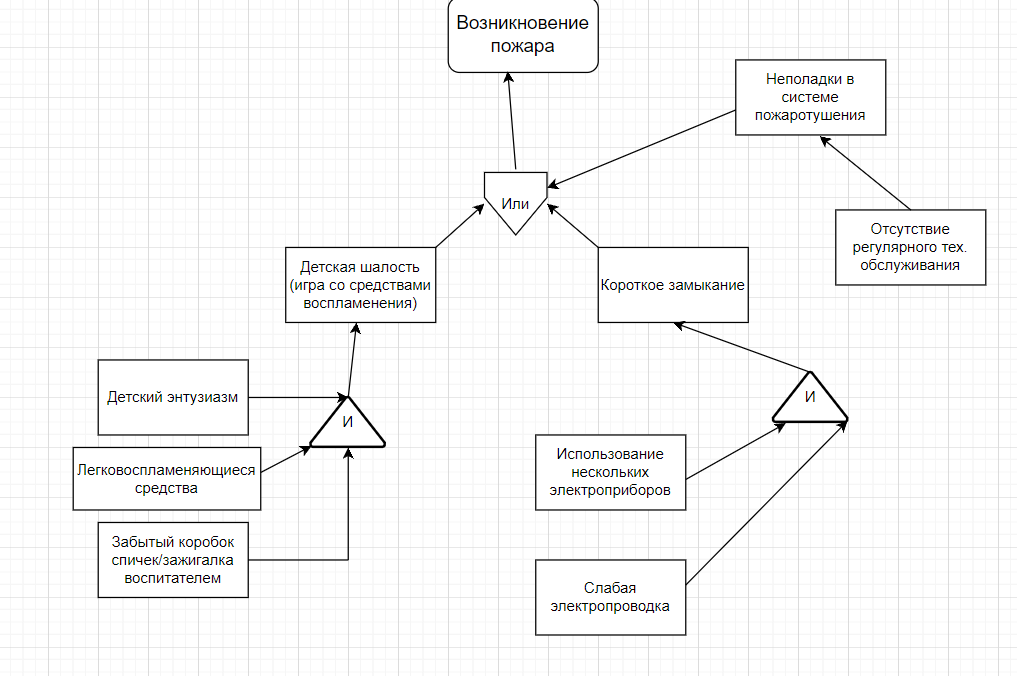 Возникновение
пожара
Неполадки в
системе
пожаротушения
Или
Отсутствие
регулярного тех.
обслуживания
Детская шалость
(игра со средствами
воспламенения)
Короткое замыкание
Детский энтузиазм
И
И
Легковоспламеняющиеся
средства
Использование
нескольких
электроприборов
Забытый коробок
спичек/зажигалка
воспитателем
Слабая
электропроводка